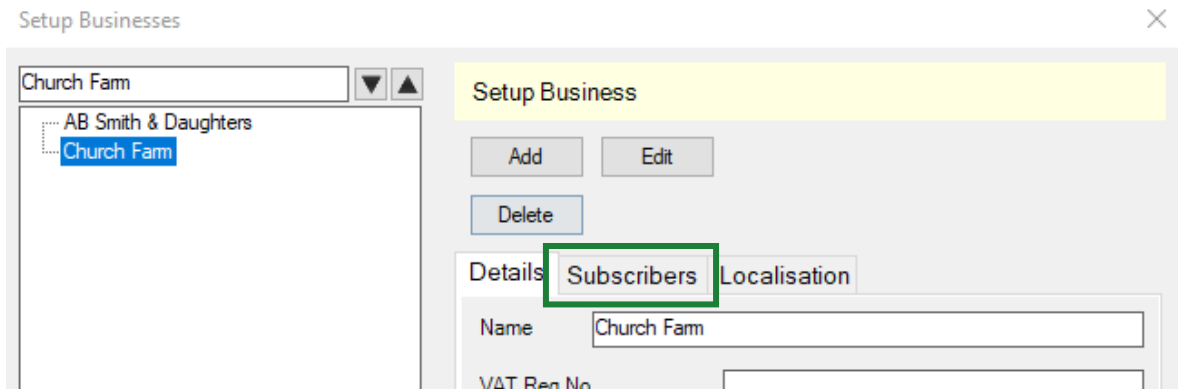 Setup Businesses
Church Farm
AB Smith & Daughters
Church Farm
Setup Business
Add Edit
Delete
Details Subscribers Localisation
Name Church Farm
VAT Reg No